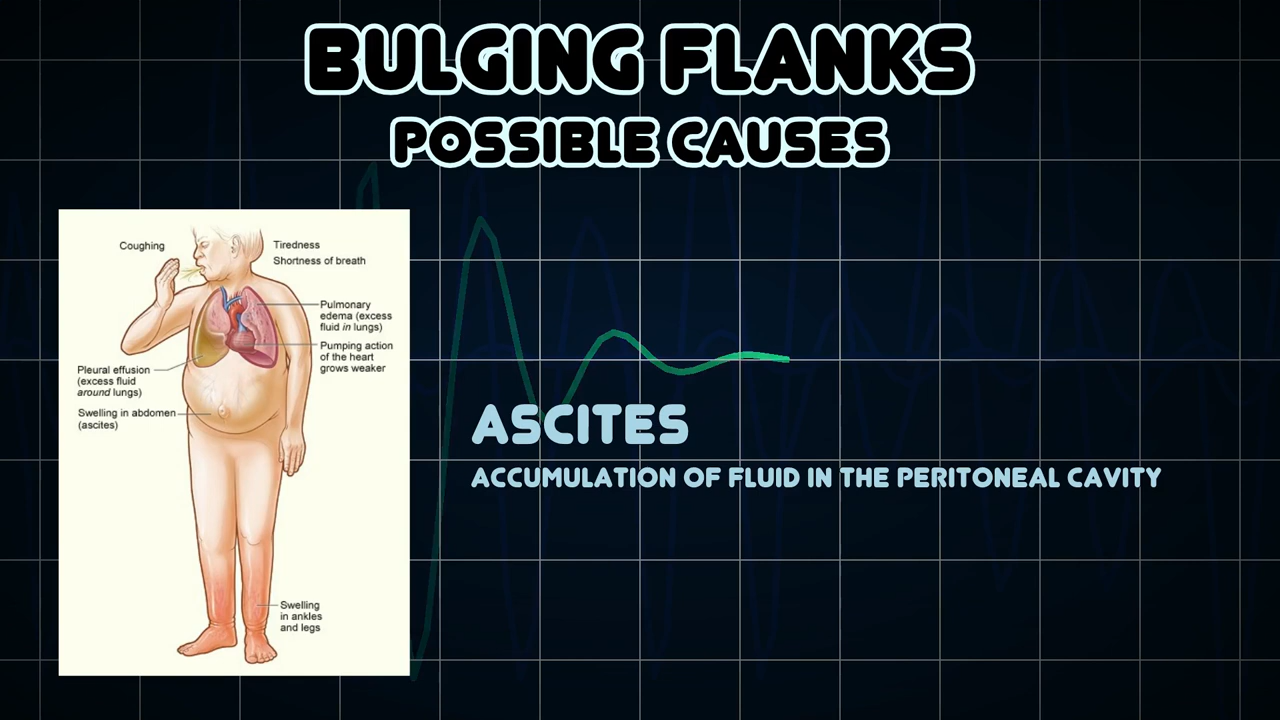 BULGING FLANKS
POSSIBLE CAUSES
Coughing
Tiredness
Shortness of breath
Pulmonary
edema (excess
fluid in lungs)
Pumping action
of the heart
grows weaker
Pleural effusion
(excess fluid
around lungs)
Swelling in abdomen
(ascites)
Swelling
in ankles
and legs
ASCITES
ACCUMULATION OF FLUID IN THE PERITONEAL CAVITY